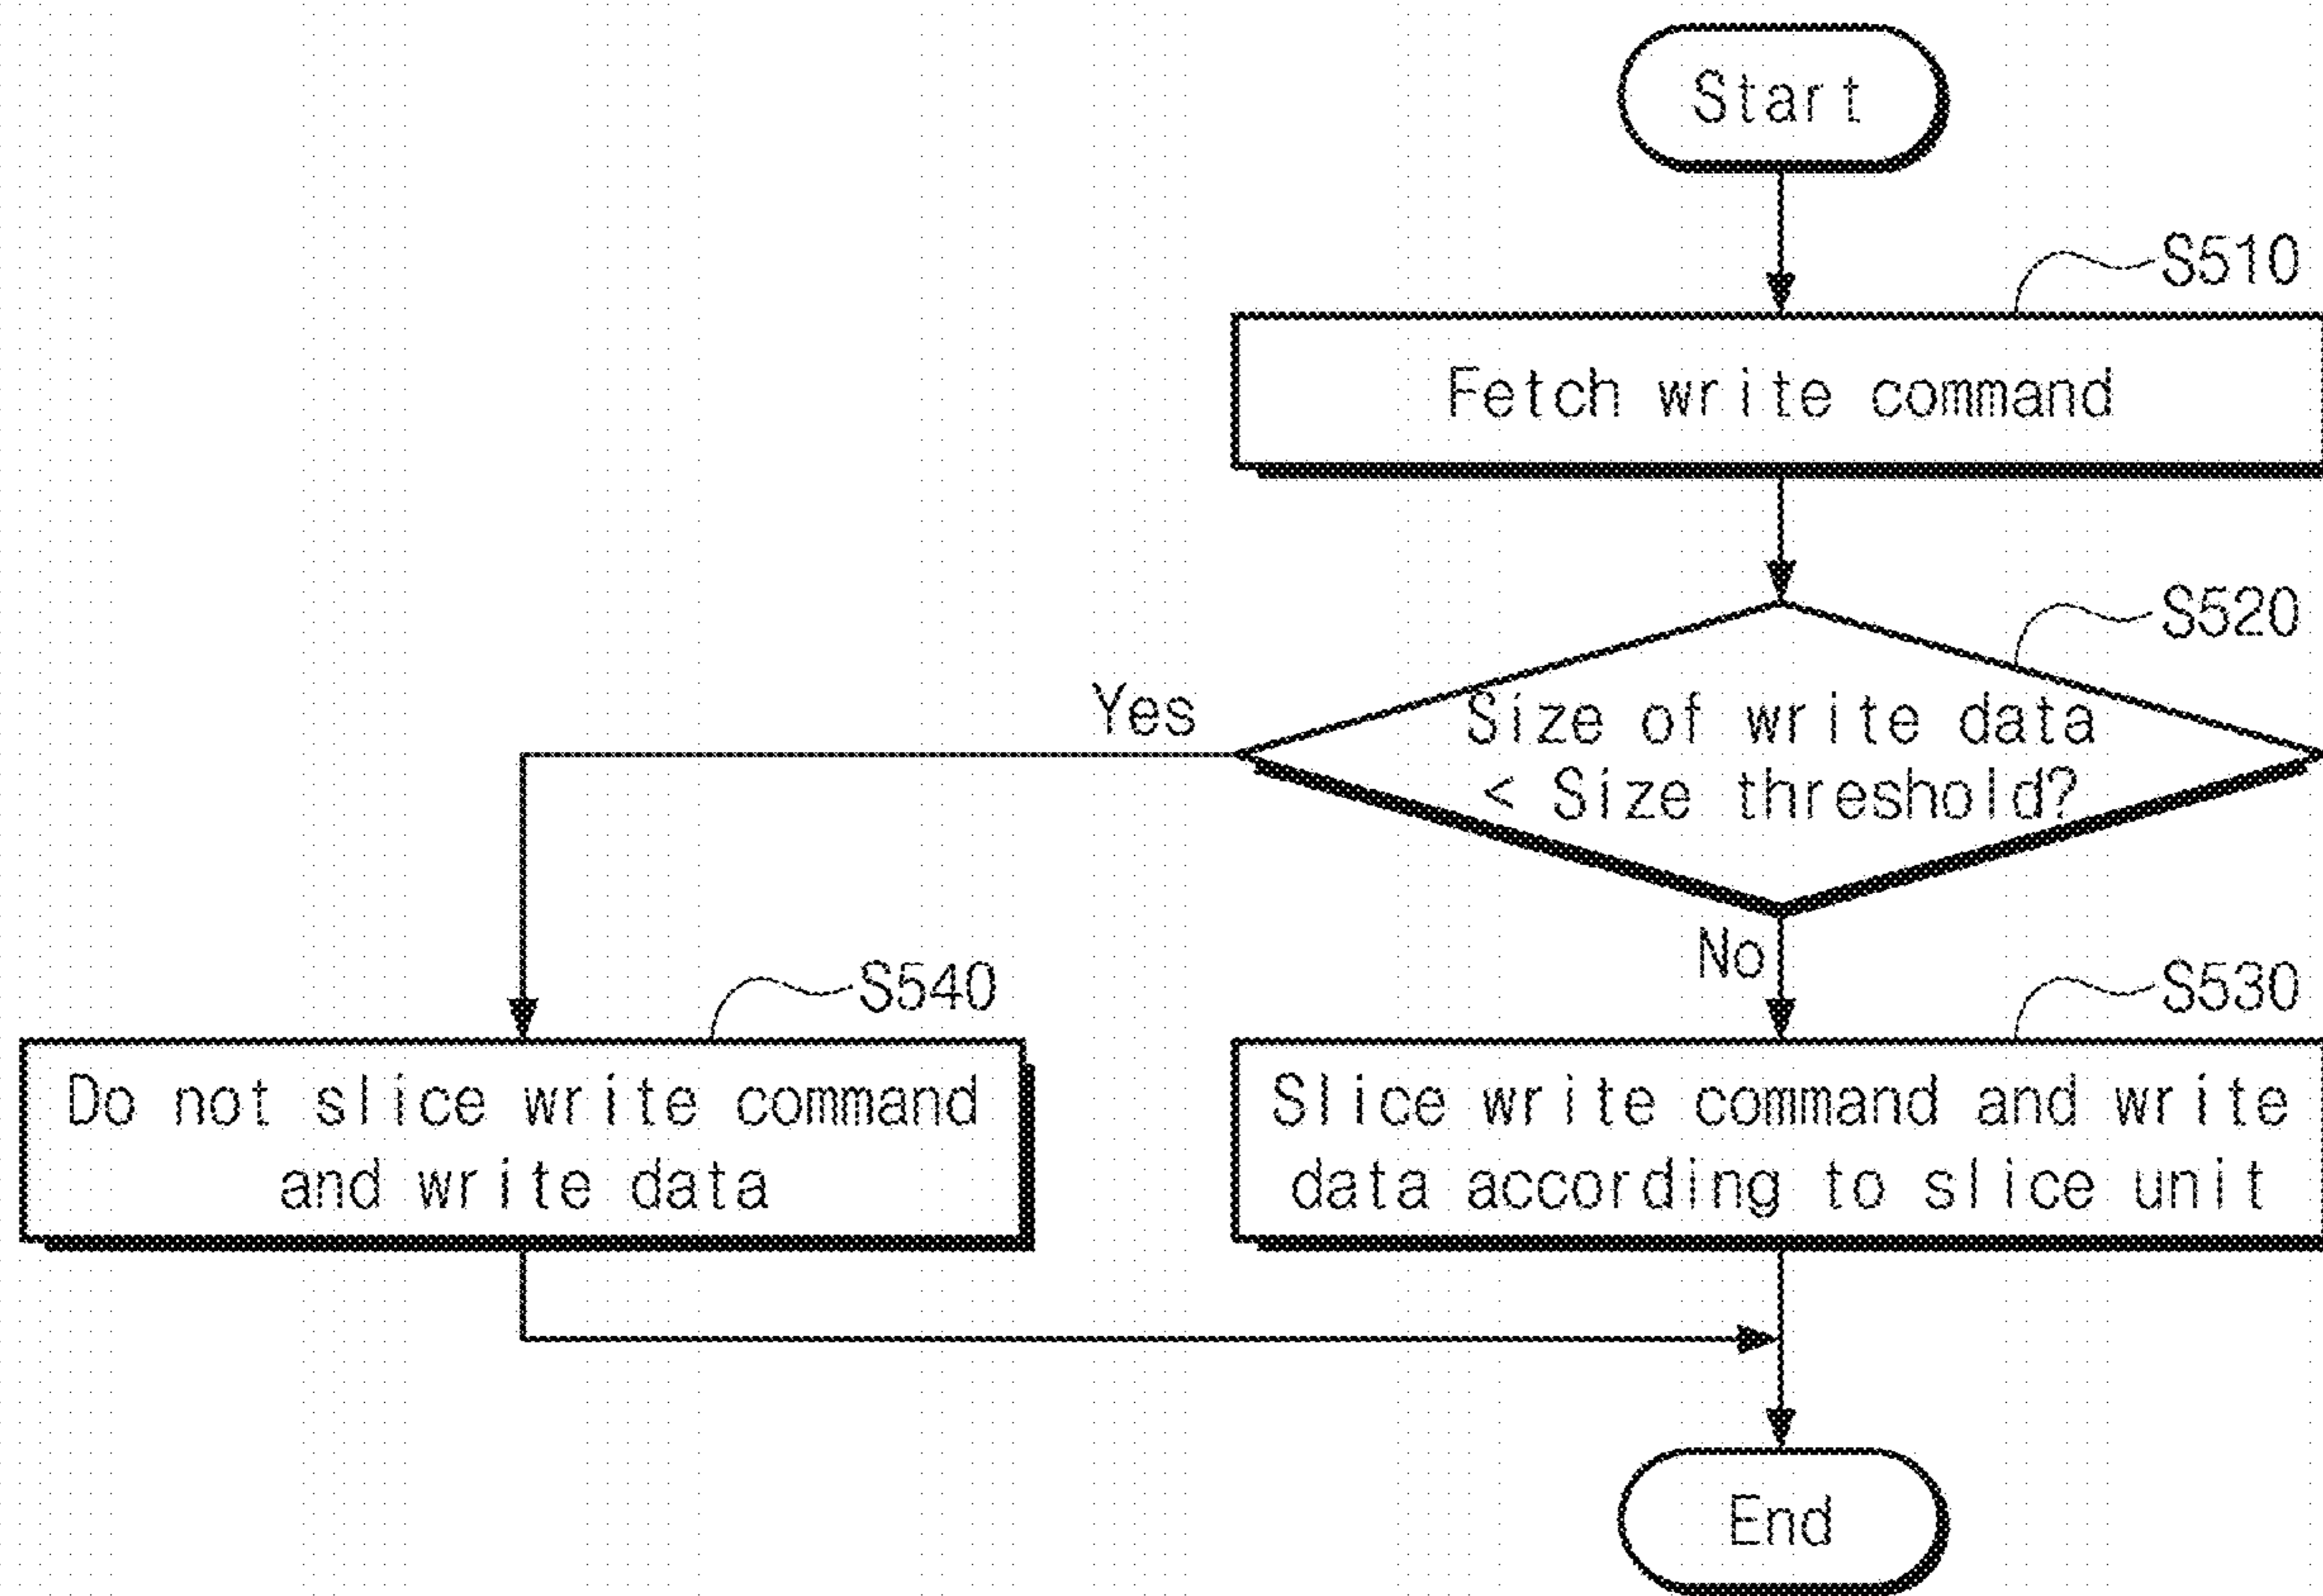 Start
S510
Fetch write command
S520
Size of write data
< Size threshold?
Yes
No
S540
Do not slice write command
and write data
S530
Slice write command and write
data according to slice unit
End